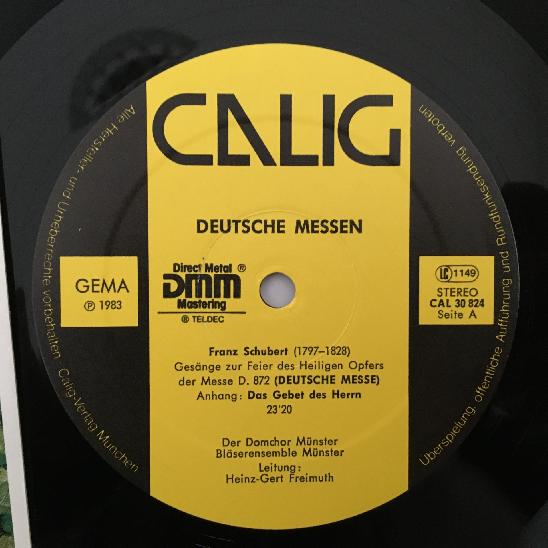 CALIG
DEUTSCHE MESSEN
GEMA
℗ 1983
Direct Metal ®
DMM
Mastering
® TELDEC
LC 1149
STEREO
CAL 30 824
Seite A
Franz Schubert (1797–1828)
Gesänge zur Feier des Heiligen Opfers
der Messe D. 872 (DEUTSCHE MESSE)
Anhang: Das Gebet des Herrn
23'20
Der Domchor Münster
Bläserensemble Münster
Leitung:
Heinz-Gert Freimuth
Alle Hersteller- und Urheberrechte vorbehalten · Calig-Verlag München
Überspielung, öffentliche Aufführung und Rundfunksendung verboten